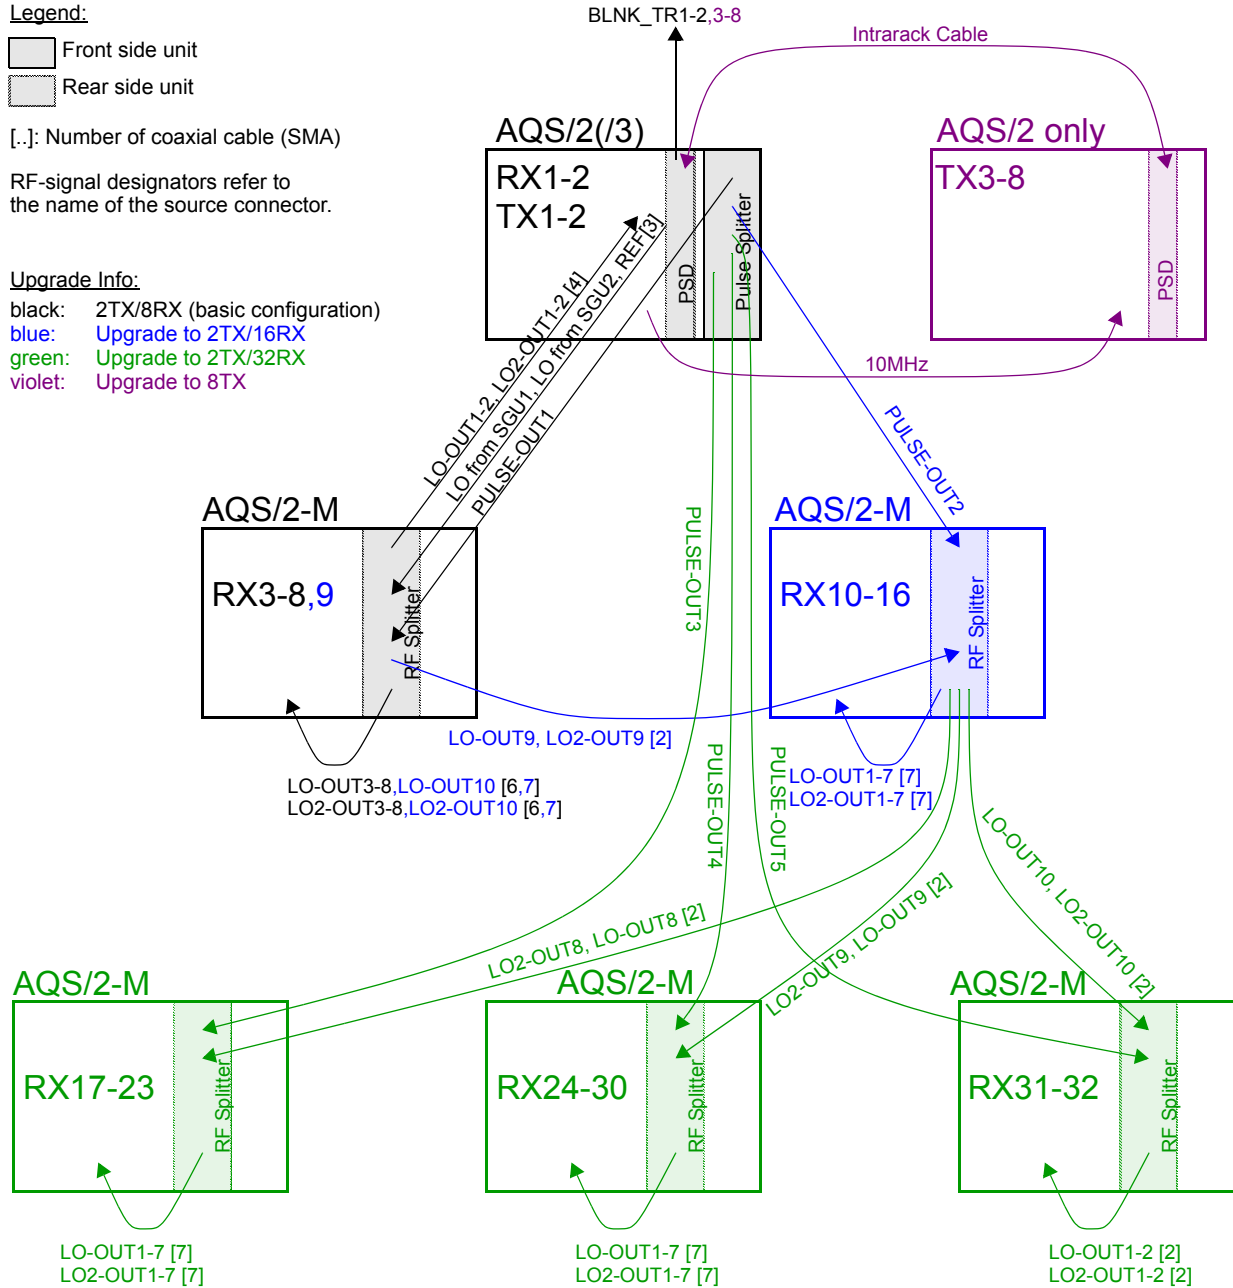 Legend:
Front side unit
Rear side unit
[..]: Number of coaxial cable (SMA)
RF-signal designators refer to
the name of the source connector.
Upgrade Info:
black: 2TX/8RX (basic configuration)
blue: Upgrade to 2TX/16RX
green: Upgrade to 2TX/32RX
violet: Upgrade to 8TX
BLNK_TR1-2,3-8
Intrarack Cable
AQS/2(/3)
RX1-2
TX1-2
PSD
Pulse Splitter
AQS/2 only
TX3-8
PSD
10MHz
LO-OUT1-2, LO2-OUT1-2 [4]
LO from SGU1, LO from SGU2, REF[3]
PULSE-OUT1
PULSE-OUT2
PULSE-OUT3
PULSE-OUT4
PULSE-OUT5
AQS/2-M
RX3-8,9
RF Splitter
LO-OUT9, LO2-OUT9 [2]
LO-OUT3-8,LO-OUT10 [6,7]
LO2-OUT3-8,LO2-OUT10 [6,7]
AQS/2-M
RX10-16
RF Splitter
LO-OUT1-7 [7]
LO2-OUT1-7 [7]
LO2-OUT8, LO-OUT8 [2]
LO2-OUT9, LO-OUT9 [2]
LO-OUT10, LO2-OUT10 [2]
AQS/2-M
RX17-23
RF Splitter
LO-OUT1-7 [7]
LO2-OUT1-7 [7]
AQS/2-M
RX24-30
RF Splitter
LO-OUT1-7 [7]
LO2-OUT1-7 [7]
AQS/2-M
RX31-32
RF Splitter
LO-OUT1-2 [2]
LO2-OUT1-2 [2]